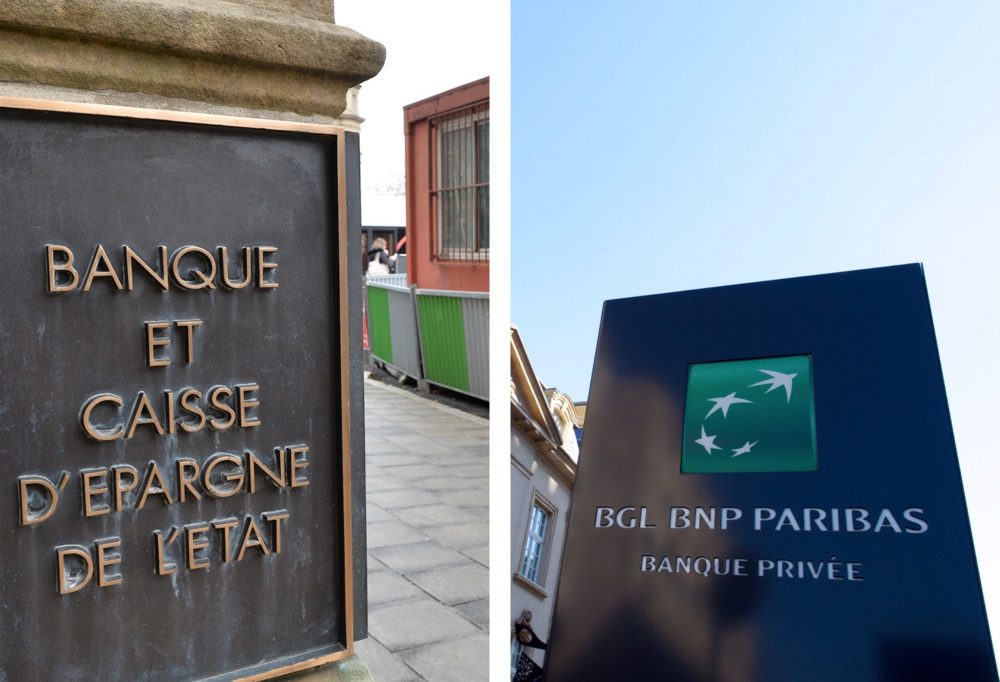 BANQUE
ET
CAISSE
D'EPARGNE
DE L'ETAT
BGL BNP PARIBAS
BANQUE PRIVÉE